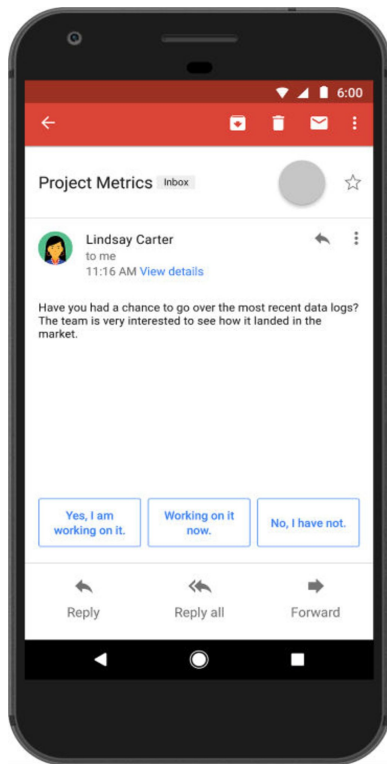 6:00
Project Metrics Inbox
Lindsay Carter
to me
11:16 AM View details
Have you had a chance to go over the most recent data logs?
The team is very interested to see how it landed in the
market.
Yes, I am
working on it.
Working on it
now.
No, I have not.
Reply
Reply all
Forward